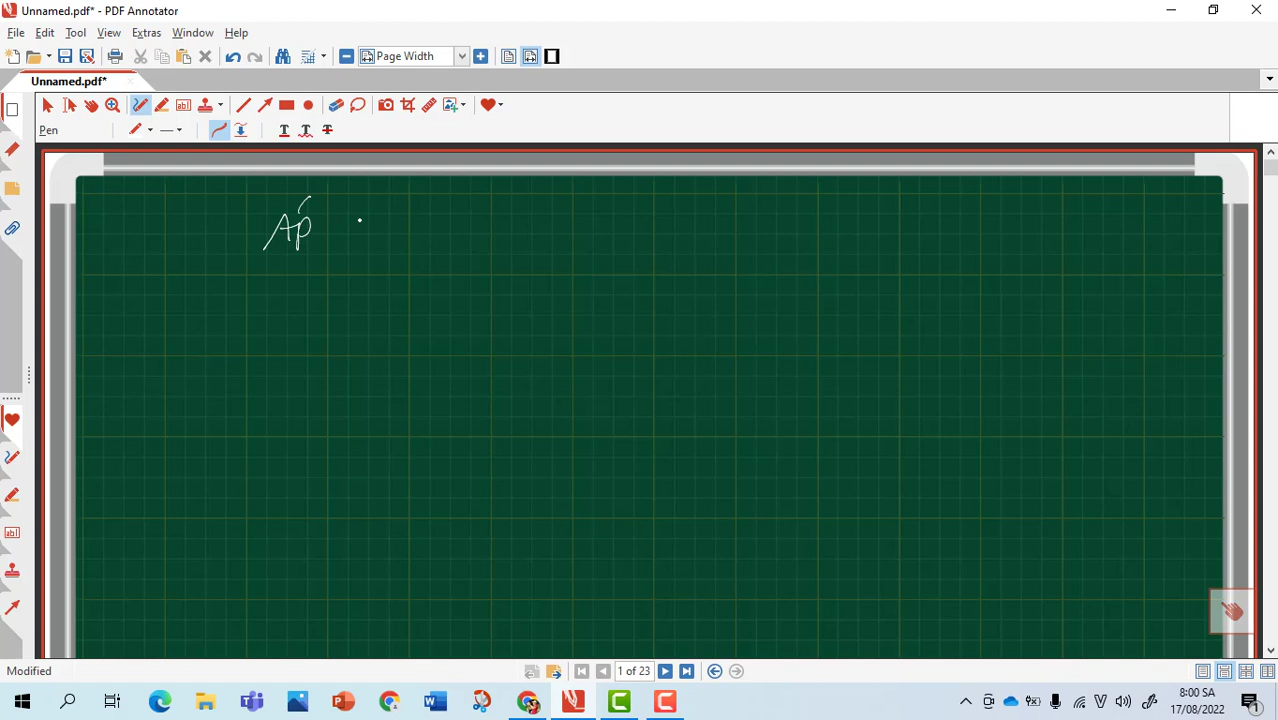 Unnamed.pdf* - PDF Annotator
File Edit Tool View Extras Window Help
Page Width
Unnamed.pdf*
Pen
Áp
Modified
1 of 23
8:00 SA
17/08/2022